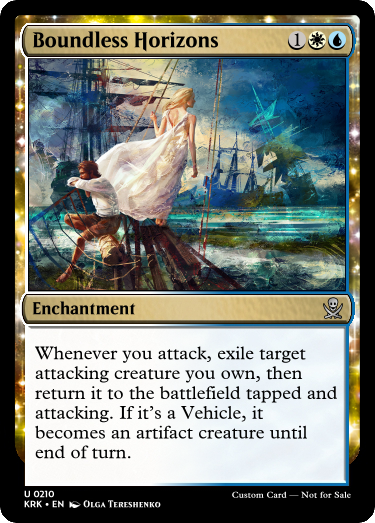 Boundless Horizons 1
Enchantment
Whenever you attack, exile target
attacking creature you own, then
return it to the battlefield tapped and
attacking. If it's a Vehicle, it
becomes an artifact creature until
end of turn.
U 0210
KRK • EN Olga Tereshenko
Custom Card — Not for Sale